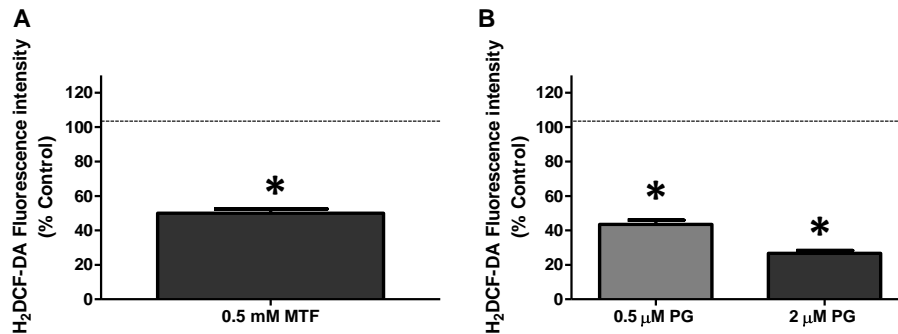 A
H₂DCF-DA Fluorescence intensity
(% Control)
120
100
80
60
40
20
0
*
0.5 mM MTF
B
H₂DCF-DA Fluorescence intensity
(% Control)
120
100
80
60
40
20
0
*
*
0.5 μM PG
2 μM PG